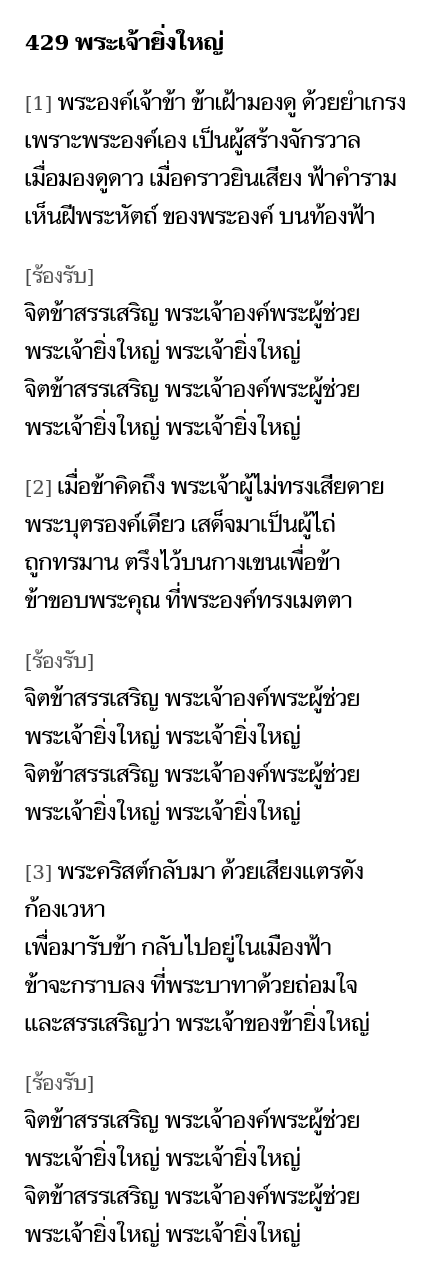 429 พระเจ้ายิ่งใหญ่
[1] พระองค์เจ้าข้า ข้าเฝ้ามองดู ด้วยยำเกรง
เพราะพระองค์เอง เป็นผู้สร้างจักรวาล
เมื่อมองดูดาว เมื่อคราวยินเสียง ฟ้าคำราม
เห็นฝีพระหัตถ์ ของพระองค์ บนท้องฟ้า
[ร้องรับ]
จิตข้าสรรเสริญ พระเจ้าองค์พระผู้ช่วย
พระเจ้ายิ่งใหญ่ พระเจ้ายิ่งใหญ่
จิตข้าสรรเสริญ พระเจ้าองค์พระผู้ช่วย
พระเจ้ายิ่งใหญ่ พระเจ้ายิ่งใหญ่
[2] เมื่อข้าคิดถึง พระเจ้าผู้ไม่ทรงเสียดาย
พระบุตรองค์เดียว เสด็จมาเป็นผู้ไถ่
ถูกทรมาน ตรึงไว้บนกางเขนเพื่อข้า
ข้าขอบพระคุณ ที่พระองค์ทรงเมตตา
[ร้องรับ]
จิตข้าสรรเสริญ พระเจ้าองค์พระผู้ช่วย
พระเจ้ายิ่งใหญ่ พระเจ้ายิ่งใหญ่
จิตข้าสรรเสริญ พระเจ้าองค์พระผู้ช่วย
พระเจ้ายิ่งใหญ่ พระเจ้ายิ่งใหญ่
[3] พระคริสต์กลับมา ด้วยเสียงแตรดัง
ก้องเวหา
เพื่อมารับข้า กลับไปอยู่ในเมืองฟ้า
ข้าจะกราบลง ที่พระบาทาด้วยถ่อมใจ
และสรรเสริญว่า พระเจ้าของข้ายิ่งใหญ่
[ร้องรับ]
จิตข้าสรรเสริญ พระเจ้าองค์พระผู้ช่วย
พระเจ้ายิ่งใหญ่ พระเจ้ายิ่งใหญ่
จิตข้าสรรเสริญ พระเจ้าองค์พระผู้ช่วย
พระเจ้ายิ่งใหญ่ พระเจ้ายิ่งใหญ่